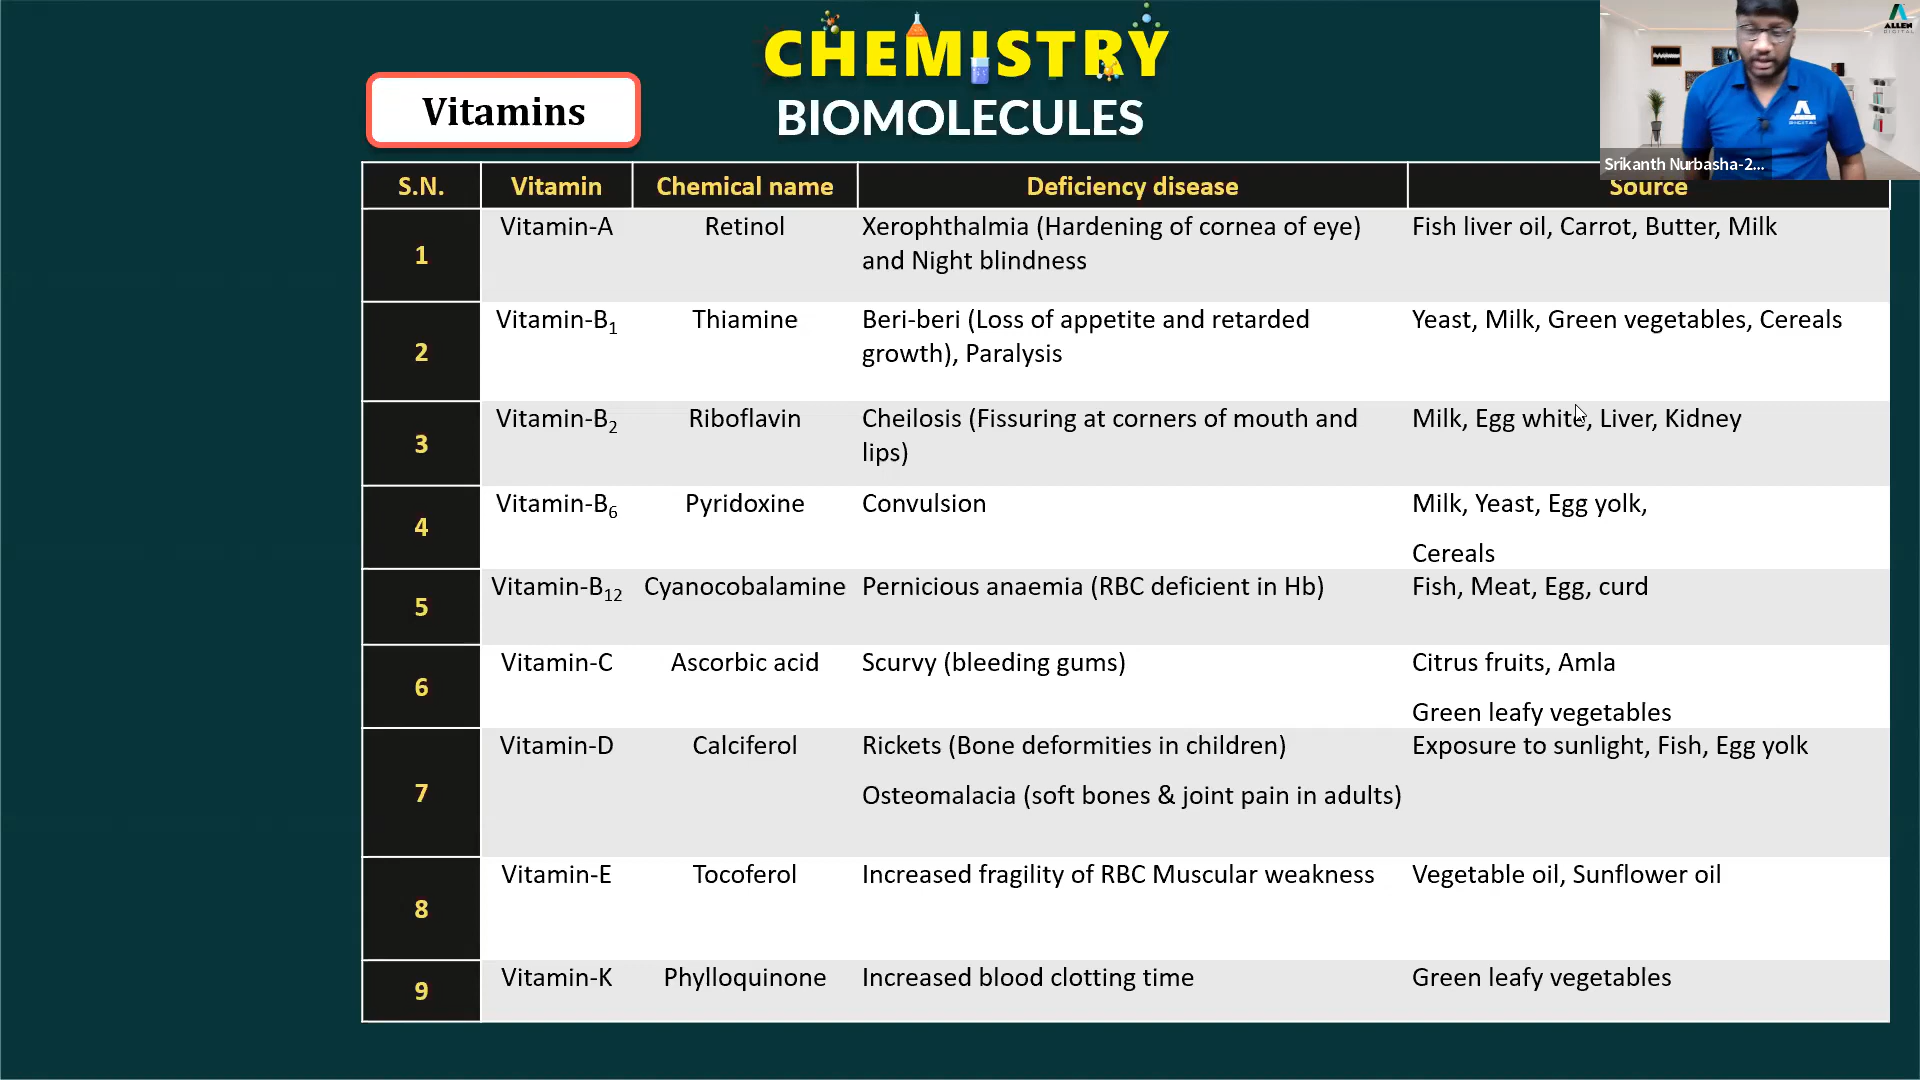 CHEMISTRY
ALLEN
DIGITAL
Vitamins
BIOMOLECULES
DIGITAL
Srikanth Nurbasha-2...
S.N. Vitamin Chemical name Deficiency disease Source
1 Vitamin-A Retinol Xerophthalmia (Hardening of cornea of eye) Fish liver oil, Carrot, Butter, Milk
and Night blindness
2 Vitamin-B1 Thiamine Beri-beri (Loss of appetite and retarded Yeast, Milk, Green vegetables, Cereals
growth), Paralysis
3 Vitamin-B2 Riboflavin Cheilosis (Fissuring at corners of mouth and Milk, Egg white, Liver, Kidney
lips)
4 Vitamin-B6 Pyridoxine Convulsion Milk, Yeast, Egg yolk,
Cereals
5 Vitamin-B12 Cyanocobalamine Pernicious anaemia (RBC deficient in Hb) Fish, Meat, Egg, curd
6 Vitamin-C Ascorbic acid Scurvy (bleeding gums) Citrus fruits, Amla
Green leafy vegetables
7 Vitamin-D Calciferol Rickets (Bone deformities in children) Exposure to sunlight, Fish, Egg yolk
Osteomalacia (soft bones & joint pain in adults)
8 Vitamin-E Tocoferol Increased fragility of RBC Muscular weakness Vegetable oil, Sunflower oil
9 Vitamin-K Phylloquinone Increased blood clotting time Green leafy vegetables